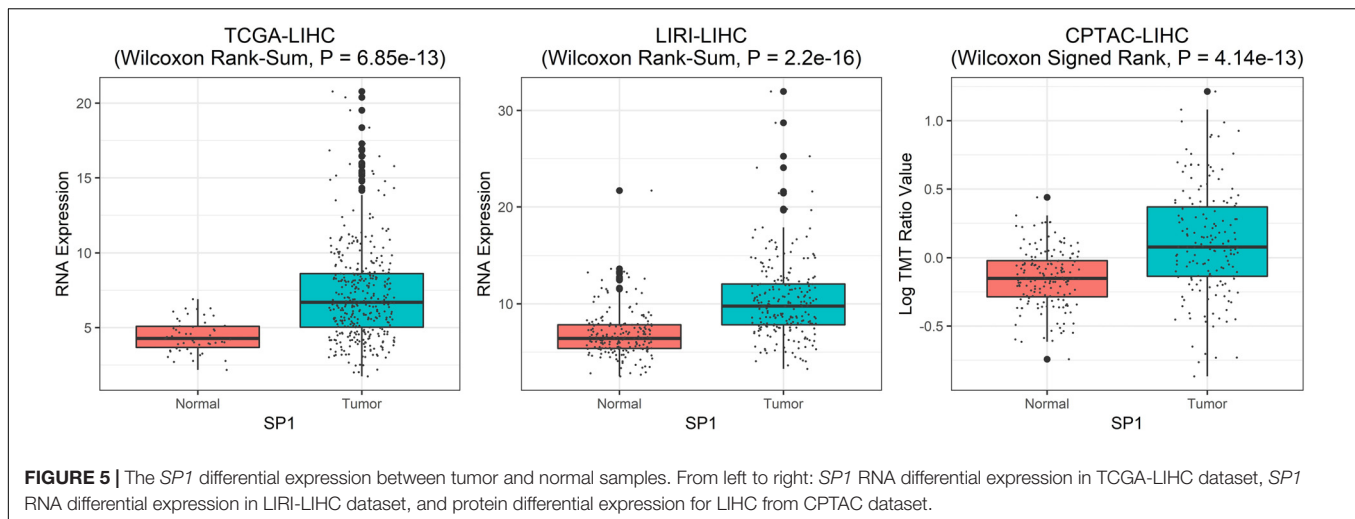 TCGA-LIHC
(Wilcoxon Rank-Sum, P = 6.85e-13)
RNA Expression
20
15
10
5
Normal
Tumor
SP1
LIRI-LIHC
(Wilcoxon Rank-Sum, P = 2.2e-16)
RNA Expression
30
20
10
Normal
Tumor
SP1
CPTAC-LIHC
(Wilcoxon Signed Rank, P = 4.14e-13)
Log TMT Ratio Value
1.0
0.5
0.0
-0.5
Normal
Tumor
SP1
FIGURE 5 | The SP1 differential expression between tumor and normal samples. From left to right: SP1 RNA differential expression in TCGA-LIHC dataset, SP1
RNA differential expression in LIRI-LIHC dataset, and protein differential expression for LIHC from CPTAC dataset.